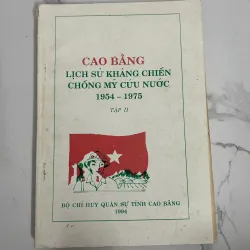 CAO BẰNG
LỊCH SỬ KHÁNG CHIẾN
CHỐNG MỸ CỨU NƯỚC
1954 - 1975
TẬP II
BỘ CHỈ HUY QUÂN SỰ TỈNH CAO BẰNG
1994